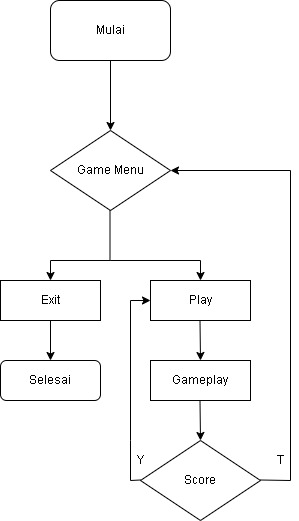 Mulai
Game Menu
Exit
Play
Selesai
Gameplay
Y
T
Score